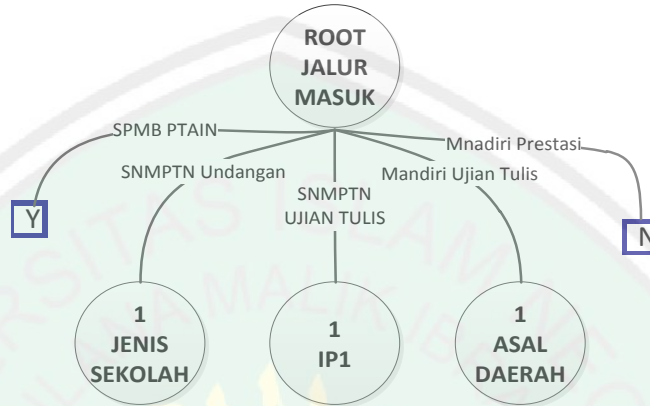 ROOT
JALUR
MASUK
SPMB PTAIN
Mnadiri Prestasi
SNMPTN Undangan
Mandiri Ujian Tulis
SNMPTN
UJIAN TULIS
Y
N
1
JENIS
SEKOLAH
1
IP1
1
ASAL
DAERAH